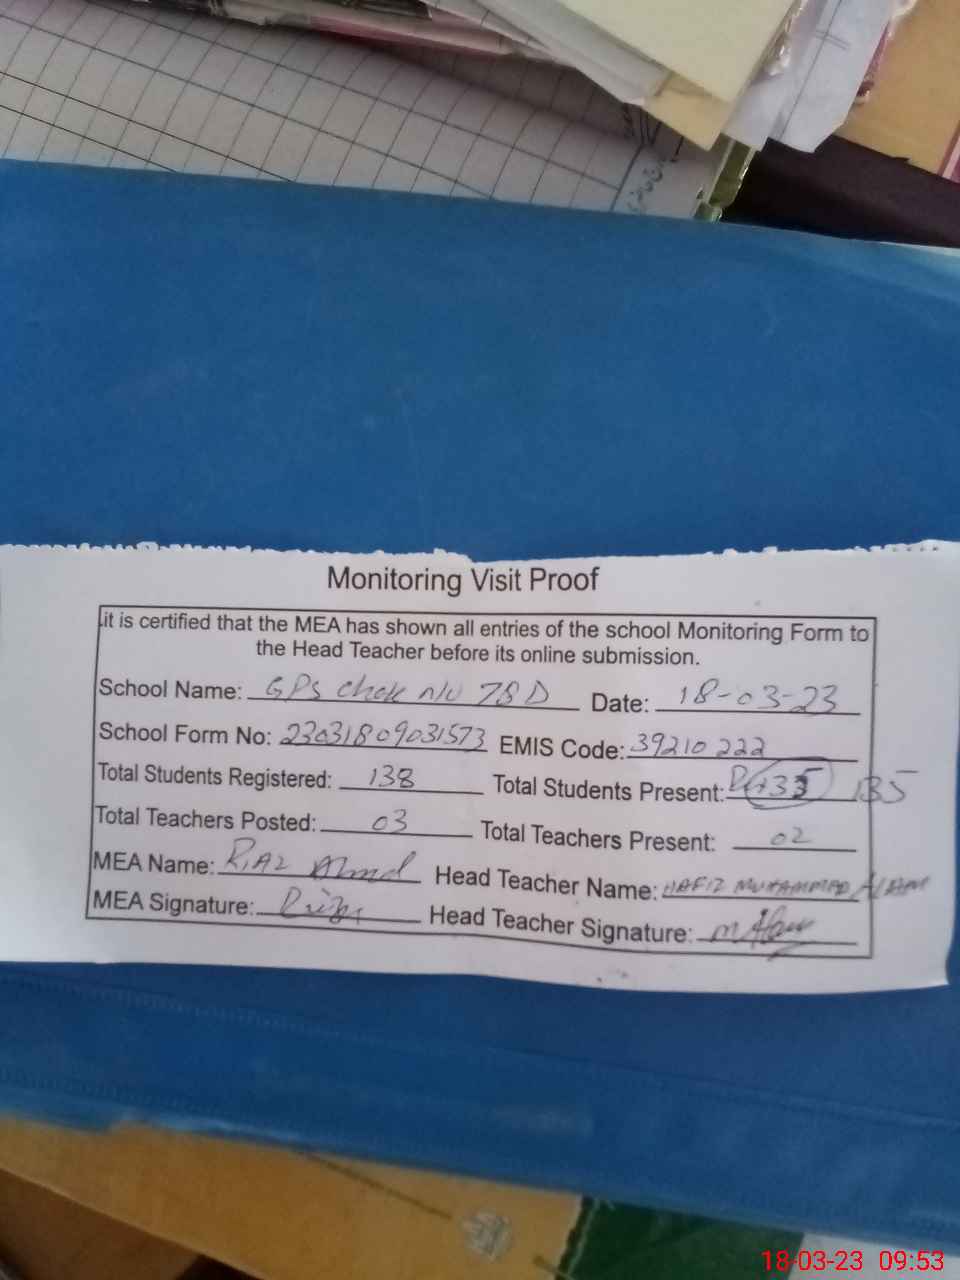 Monitoring Visit Proof
it is certified that the MEA has shown all entries of the school Monitoring Form to
the Head Teacher before its online submission.
School Name: GPS Chak n/o 78 D Date: 18-03-23
School Form No: 23031809031573 EMIS Code: 39210222
Total Students Registered: 138 Total Students Present: 135
Total Teachers Posted: 03 Total Teachers Present: 02
MEA Name: Riaz Ahmd Head Teacher Name: HAFIZ MUHAMMAD
MEA Signature: Head Teacher Signature:
18-03-23 09:53